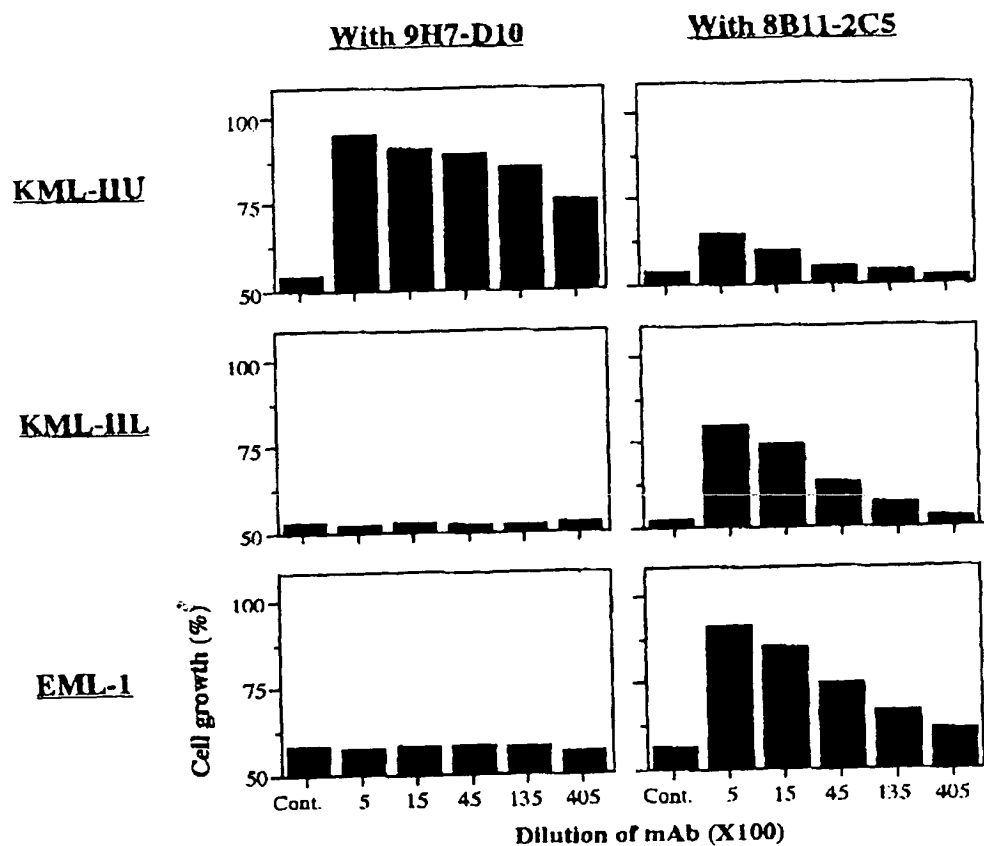 With 9H7-D10
With 8B11-2C5
KML-IIU
100
75
50
KML-IIL
100
75
50
EML-1
Cell growth (%)
100
75
50
Cont. 5 15 45 135 405
Cont. 5 15 45 135 405
Dilution of mAb (X100)